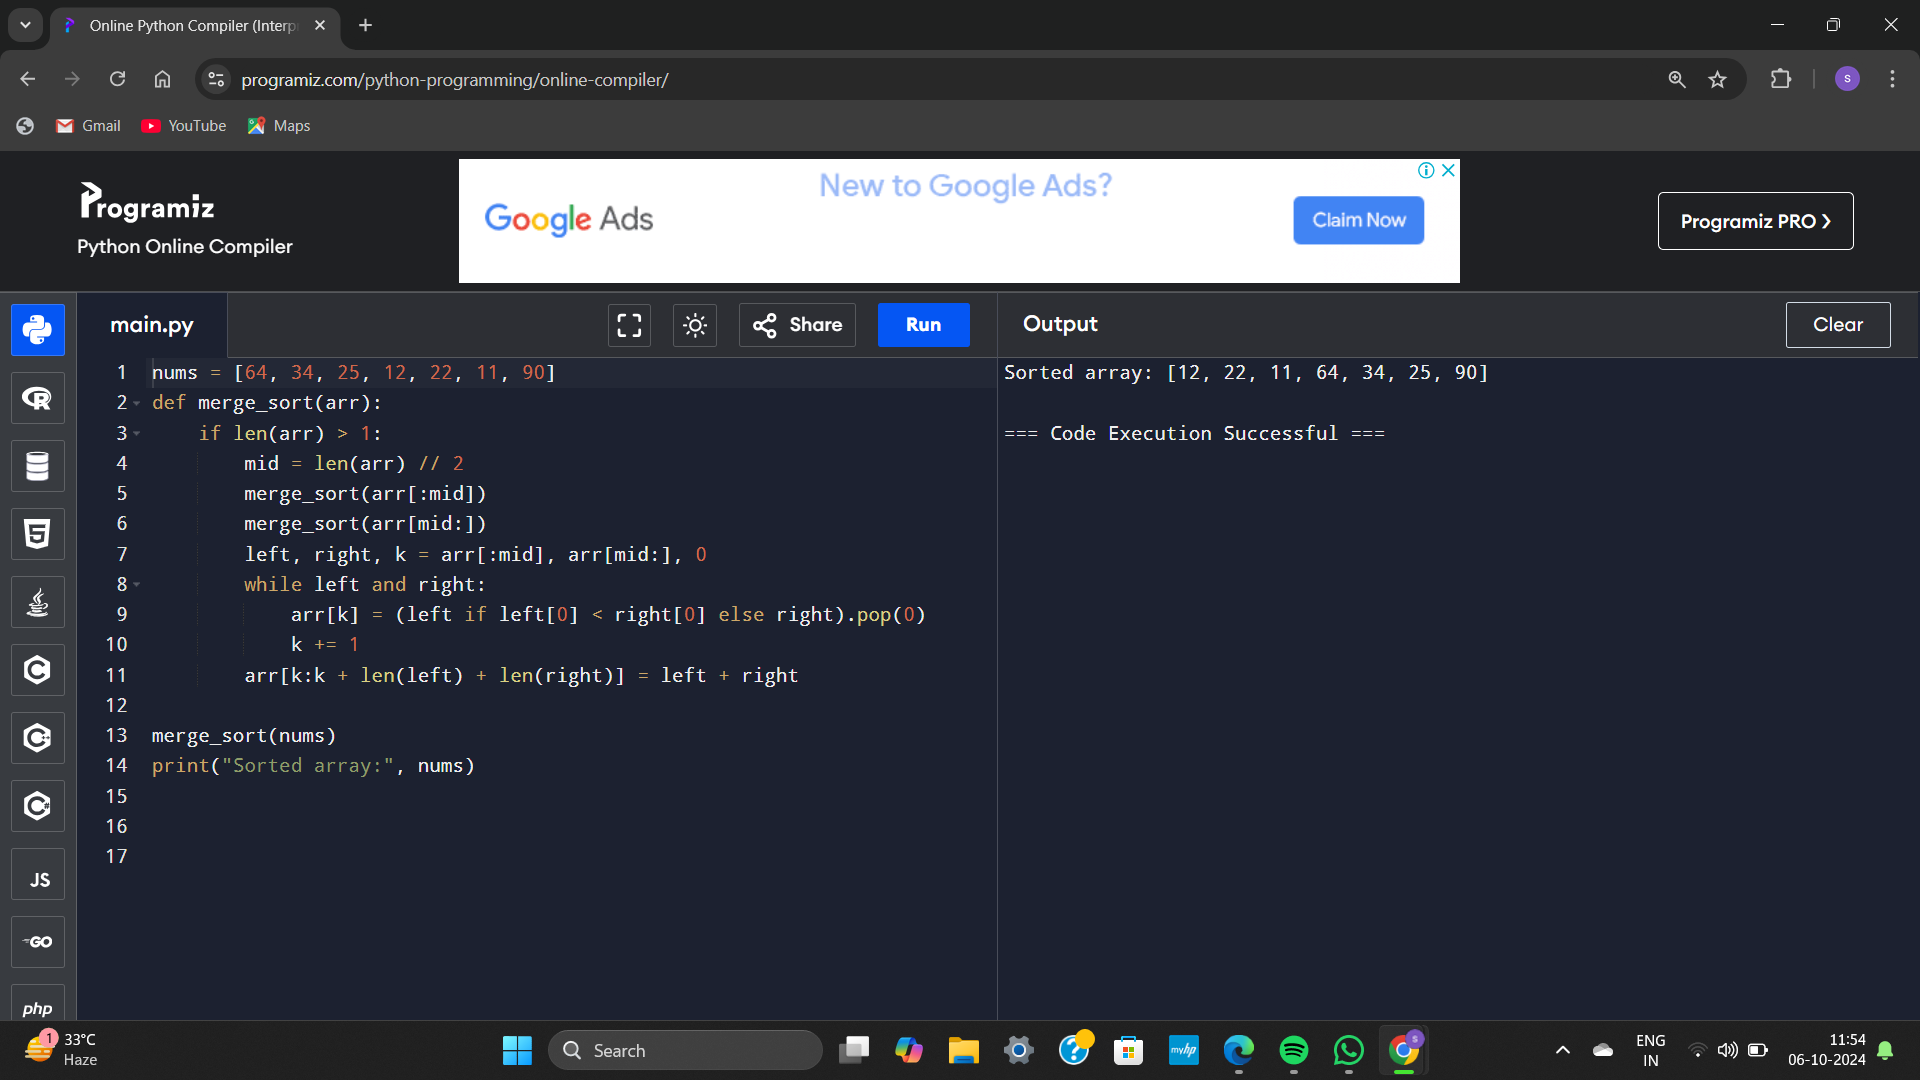 Online Python Compiler (Interp
programiz.com/python-programming/online-compiler/
S
Gmail
YouTube
Maps
Programiz
Python Online Compiler
New to Google Ads?
Google Ads
Claim Now
Programiz PRO ❯
main.py
Share
Run
Output
Clear
1 nums = [64, 34, 25, 12, 22, 11, 90]
2 def merge_sort(arr):
3     if len(arr) > 1:
4         mid = len(arr) // 2
5         merge_sort(arr[:mid])
6         merge_sort(arr[mid:])
7         left, right, k = arr[:mid], arr[mid:], 0
8         while left and right:
9             arr[k] = (left if left[0] < right[0] else right).pop(0)
10             k += 1
11         arr[k:k + len(left) + len(right)] = left + right
12
13 merge_sort(nums)
14 print("Sorted array:", nums)
15
16
17
Sorted array: [12, 22, 11, 64, 34, 25, 90]
=== Code Execution Successful ===
R
5
C
C++
C#
JS
GO
php
1
33°C
Haze
Search
myhp
S
ENG
IN
11:54
06-10-2024